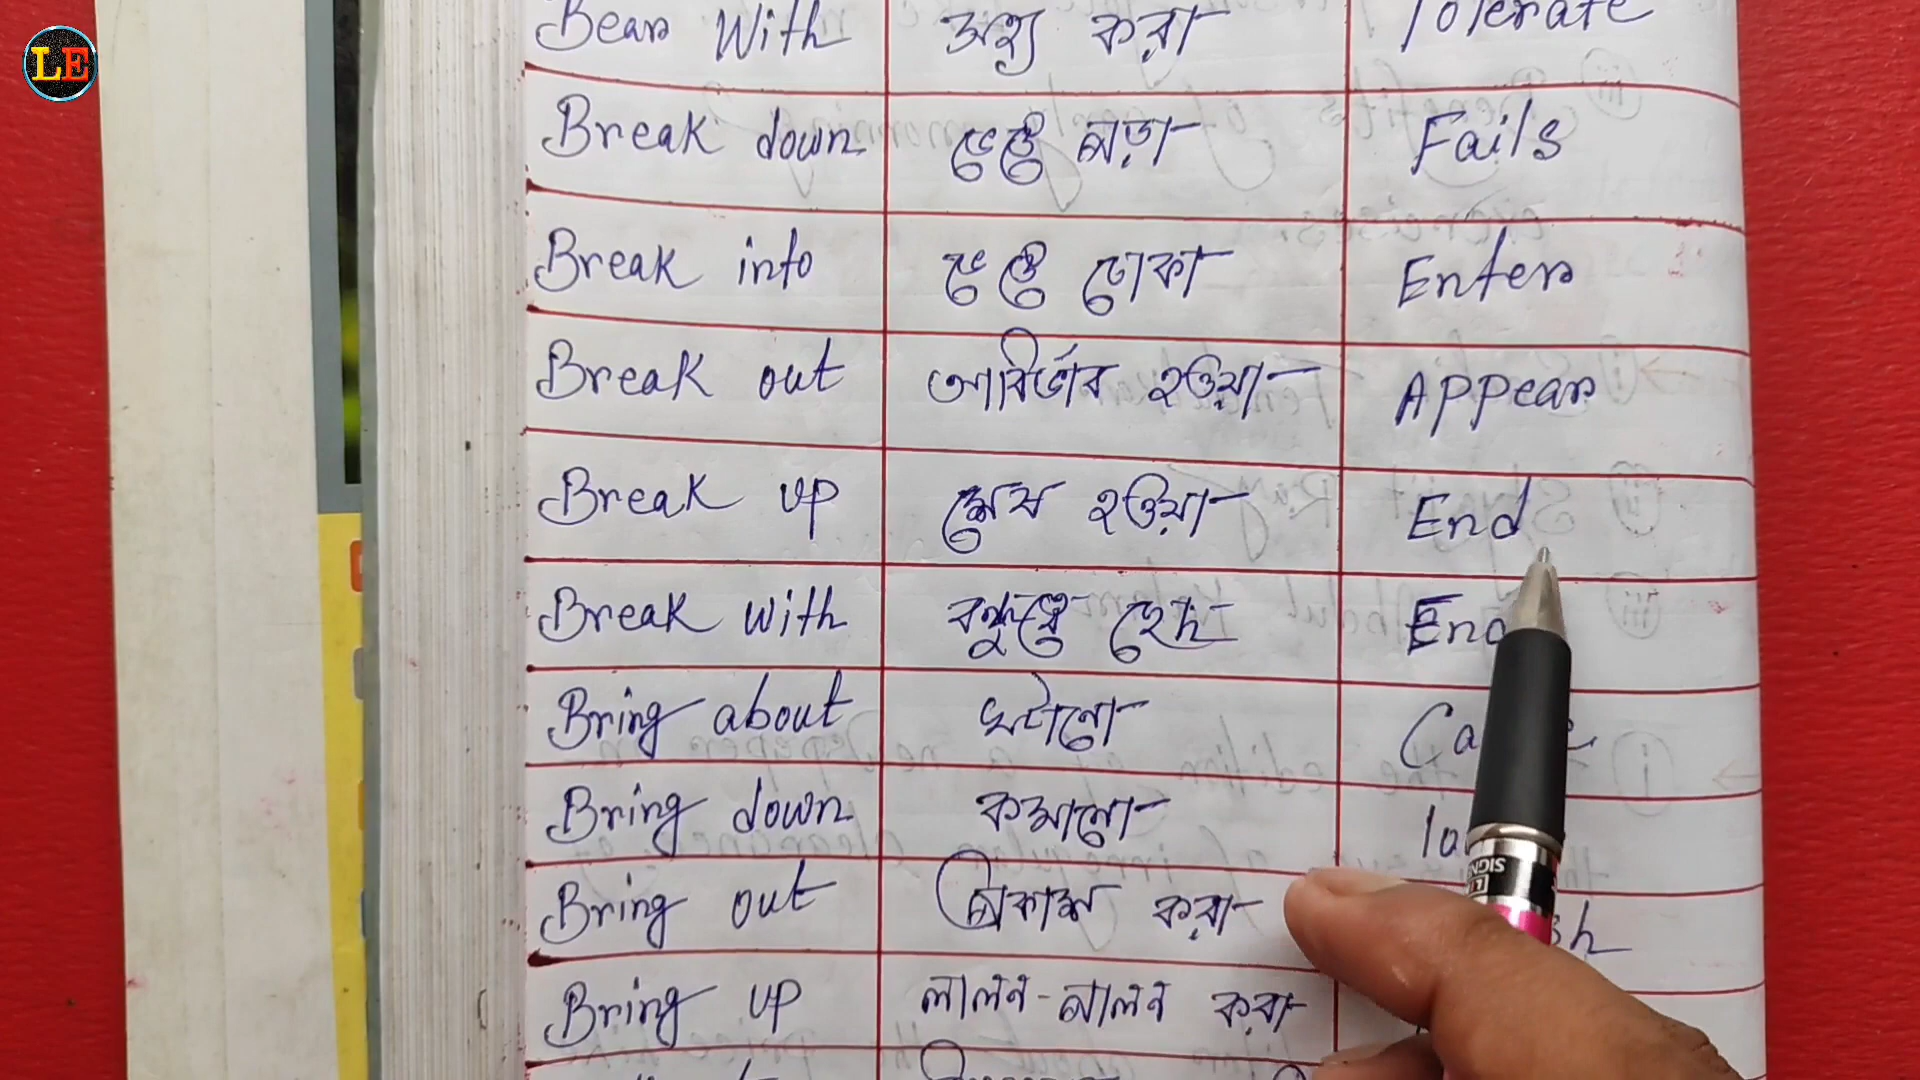 LE
Bear With সহ্য করা Tolerate
Break down ভেঙে পড়া Fails
Break into ভেঙে ঢোকা Enter
Break out আবির্ভাব হওয়া Appear
Break up শেষ হওয়া End
Break with বন্ধুত্বে ছেদ
Bring about ঘটানো
Bring down কমানো
Bring out প্রকাশ করা
Bring up লালন-পালন করা